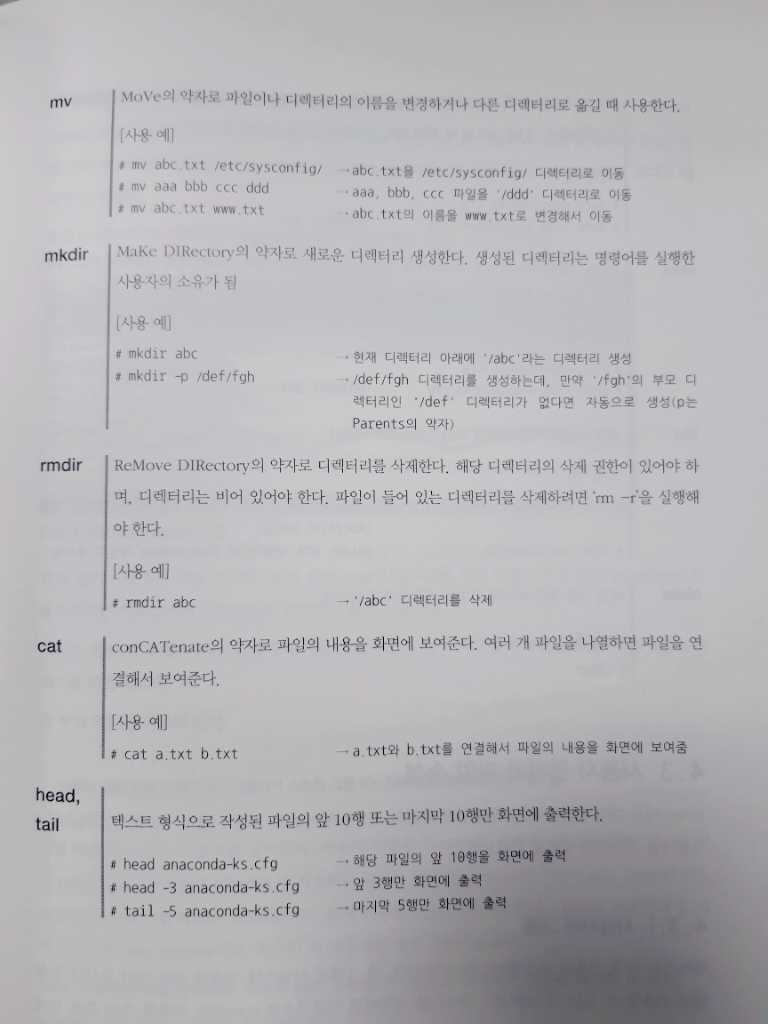 mv
MoVe의 약자로 파일이나 디렉터리의 이름을 변경하거나 다른 디렉터리로 옮길 때 사용한다.
[사용 예]
# mv abc.txt /etc/sysconfig/ → abc.txt을 /etc/sysconfig/ 디렉터리로 이동
# mv aaa bbb ccc ddd → aaa, bbb, ccc 파일을 '/ddd' 디렉터리로 이동
# mv abc.txt www.txt → abc.txt의 이름을 www.txt로 변경해서 이동
mkdir
MaKe DIRectory의 약자로 새로운 디렉터리 생성한다. 생성된 디렉터리는 명령어를 실행한
사용자의 소유가 됨
[사용 예]
# mkdir abc → 현재 디렉터리 아래에 '/abc'라는 디렉터리 생성
# mkdir -p /def/fgh → /def/fgh 디렉터리를 생성하는데, 만약 '/fgh'의 부모 디
렉터리인 '/def' 디렉터리가 없다면 자동으로 생성(p는
Parents의 약자)
rmdir
ReMove DIRectory의 약자로 디렉터리를 삭제한다. 해당 디렉터리의 삭제 권한이 있어야 하
며, 디렉터리는 비어 있어야 한다. 파일이 들어 있는 디렉터리를 삭제하려면 'rm -r'을 실행해
야 한다.
[사용 예]
# rmdir abc → '/abc' 디렉터리를 삭제
cat
conCATenate의 약자로 파일의 내용을 화면에 보여준다. 여러 개 파일을 나열하면 파일을 연
결해서 보여준다.
[사용 예]
# cat a.txt b.txt → a.txt와 b.txt를 연결해서 파일의 내용을 화면에 보여줌
head,
tail
텍스트 형식으로 작성된 파일의 앞 10행 또는 마지막 10행만 화면에 출력한다.
# head anaconda-ks.cfg → 해당 파일의 앞 10행을 화면에 출력
# head -3 anaconda-ks.cfg → 앞 3행만 화면에 출력
# tail -5 anaconda-ks.cfg → 마지막 5행만 화면에 출력